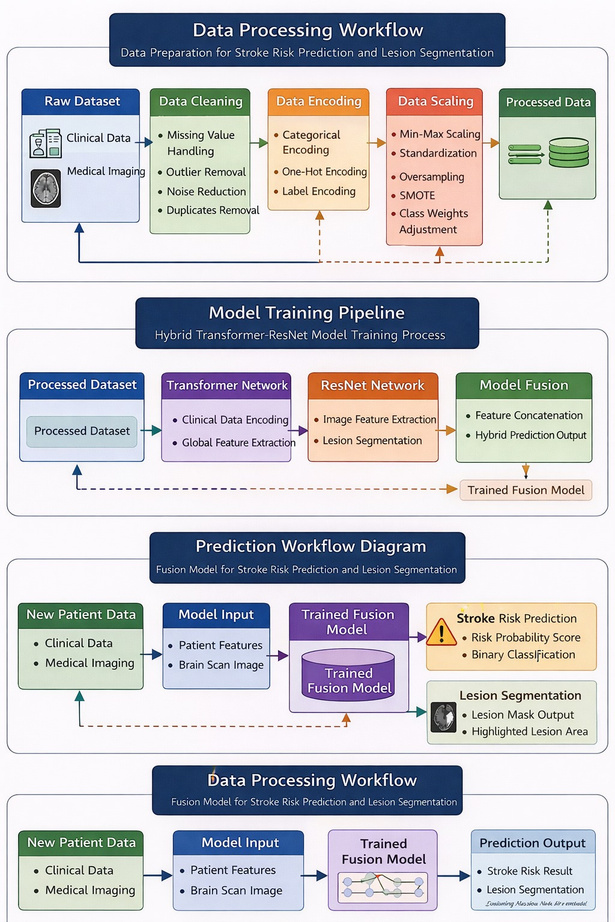 Data Processing Workflow
Data Preparation for Stroke Risk Prediction and Lesion Segmentation
Raw Dataset
Clinical Data
Medical Imaging
Data Cleaning
• Missing Value
Handling
• Outlier Removal
• Noise Reduction
• Duplicates Removal
Data Encoding
• Categorical
Encoding
• One-Hot Encoding
• Label Encoding
Data Scaling
• Min-Max Scaling
• Standardization
• Oversampling
• SMOTE
• Class Weights
Adjustment
Processed Data
Model Training Pipeline
Hybrid Transformer-ResNet Model Training Process
Processed Dataset
Processed Dataset
Transformer Network
• Clinical Data Encoding
• Global Feature Extraction
ResNet Network
• Image Feature Extraction
• Lesion Segmentation
Model Fusion
• Feature Concatenation
• Hybrid Prediction Output
Trained Fusion Model
Prediction Workflow Diagram
Fusion Model for Stroke Risk Prediction and Lesion Segmentation
New Patient Data
• Clinical Data
• Medical Imaging
Model Input
• Patient Features
• Brain Scan Image
Trained Fusion
Model
Trained
Fusion Model
Stroke Risk Prediction
• Risk Probability Score
• Binary Classification
Lesion Segmentation
• Lesion Mask Output
• Highlighted Lesion Area
Data Processing Workflow
Fusion Model for Stroke Risk Prediction and Lesion Segmentation
New Patient Data
• Clinical Data
• Medical Imaging
Model Input
• Patient Features
• Brain Scan Image
Trained
Fusion Model
Prediction Output
• Stroke Risk Result
• Lesion Segmentation